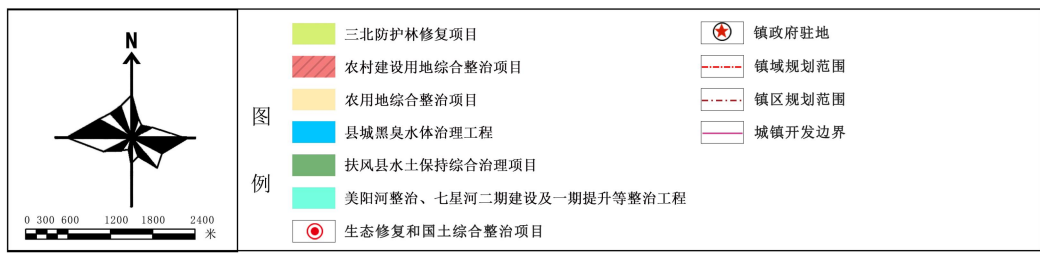 N
0 300 600 1200 1800 2400
米
图例
三北防护林修复项目
农村建设用地综合整治项目
农用地综合整治项目
县城黑臭水体治理工程
扶风县水土保持综合治理项目
美阳河整治、七星河二期建设及一期提升等整治工程
生态修复和国土综合整治项目
镇政府驻地
镇域规划范围
镇区规划范围
城镇开发边界